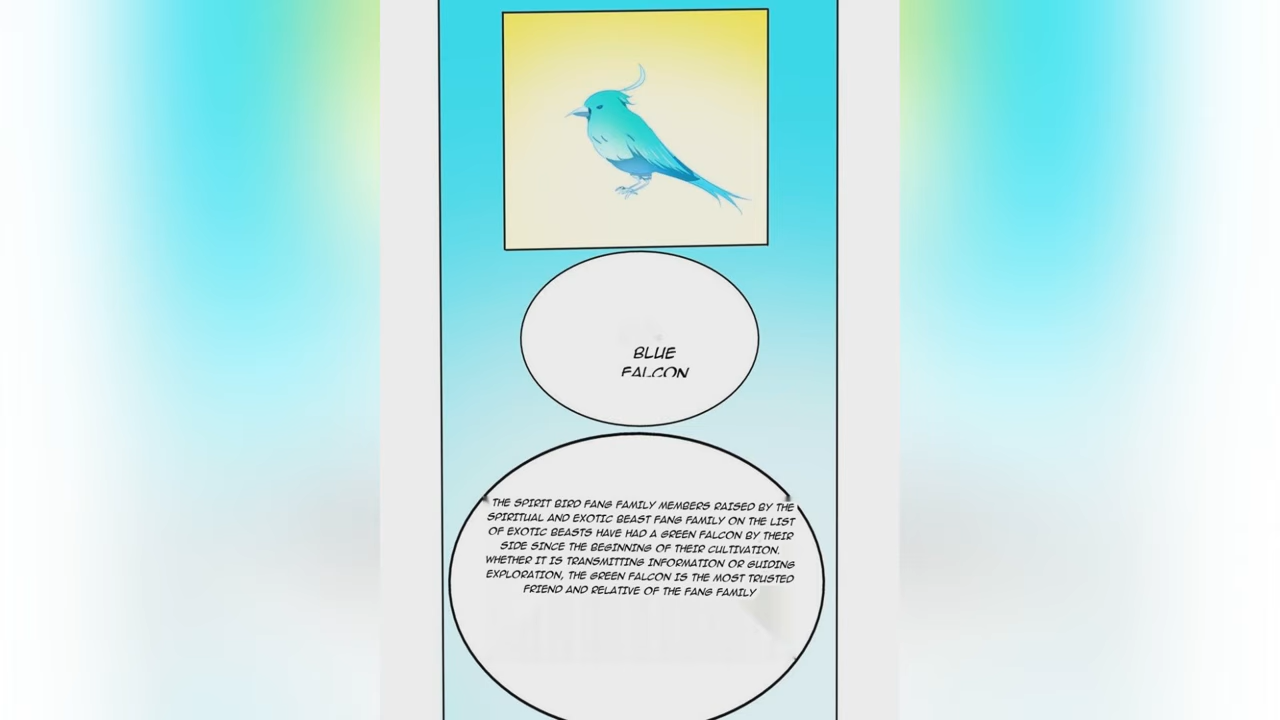 BLUE
FALCON
THE SPIRIT BIRD FANG FAMILY MEMBERS RAISED BY THE
SPIRITUAL AND EXOTIC BEAST FANG FAMILY ON THE LIST
OF EXOTIC BEASTS HAVE HAD A GREEN FALCON BY THEIR
SIDE SINCE THE BEGINNING OF THEIR CULTIVATION.
WHETHER IT IS TRANSMITTING INFORMATION OR GUIDING
EXPLORATION, THE GREEN FALCON IS THE MOST TRUSTED
FRIEND AND RELATIVE OF THE FANG FAMILY